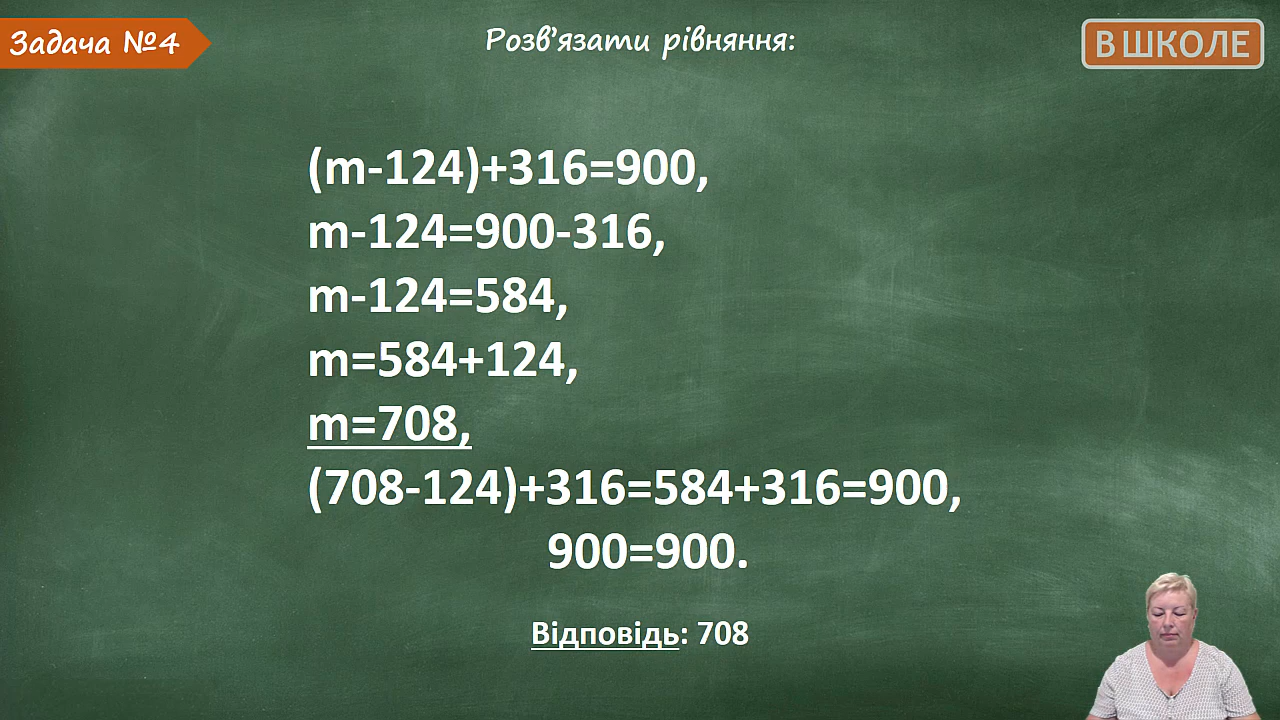 Задача №4
Розв'язати рівняння:
В ШКОЛЕ
(m-124)+316=900,
m-124=900-316,
m-124=584,
m=584+124,
m=708,
(708-124)+316=584+316=900,
900=900.
Відповідь: 708